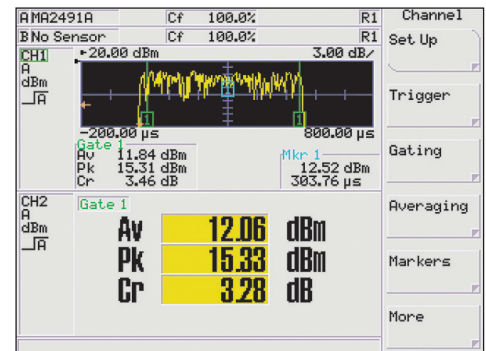 A MA2491A Cf 100.0% R1
B No Sensor Cf 100.0% R1
CH1
A
dBm
A
20.00 dBm 3.00 dB/
1
1 1
-200.00 µs 800.00 µs
Gate 1
Av 11.84 dBm
Pk 15.31 dBm
Cr 3.46 dB
Mkr 1
12.52 dBm
303.76 µs
CH2
A
dBm
A
Gate 1
Av 12.06 dBm
Pk 15.33 dBm
Cr 3.28 dB
Channel
Set Up
Trigger
Gating
Averaging
Markers
More